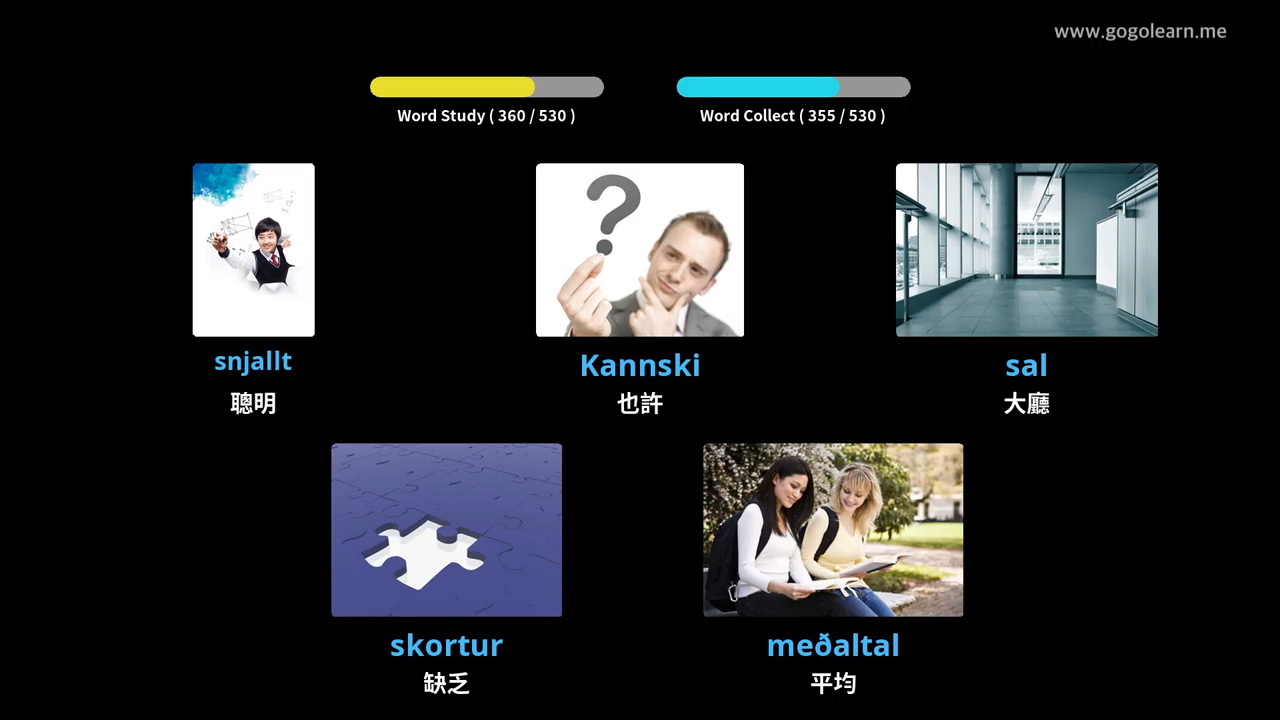 www.gogolearn.me
Word Study ( 360 / 530 )
Word Collect ( 355 / 530 )
?
snjallt
聰明
Kannski
也許
sal
大廳
skortur
缺乏
meðaltal
平均